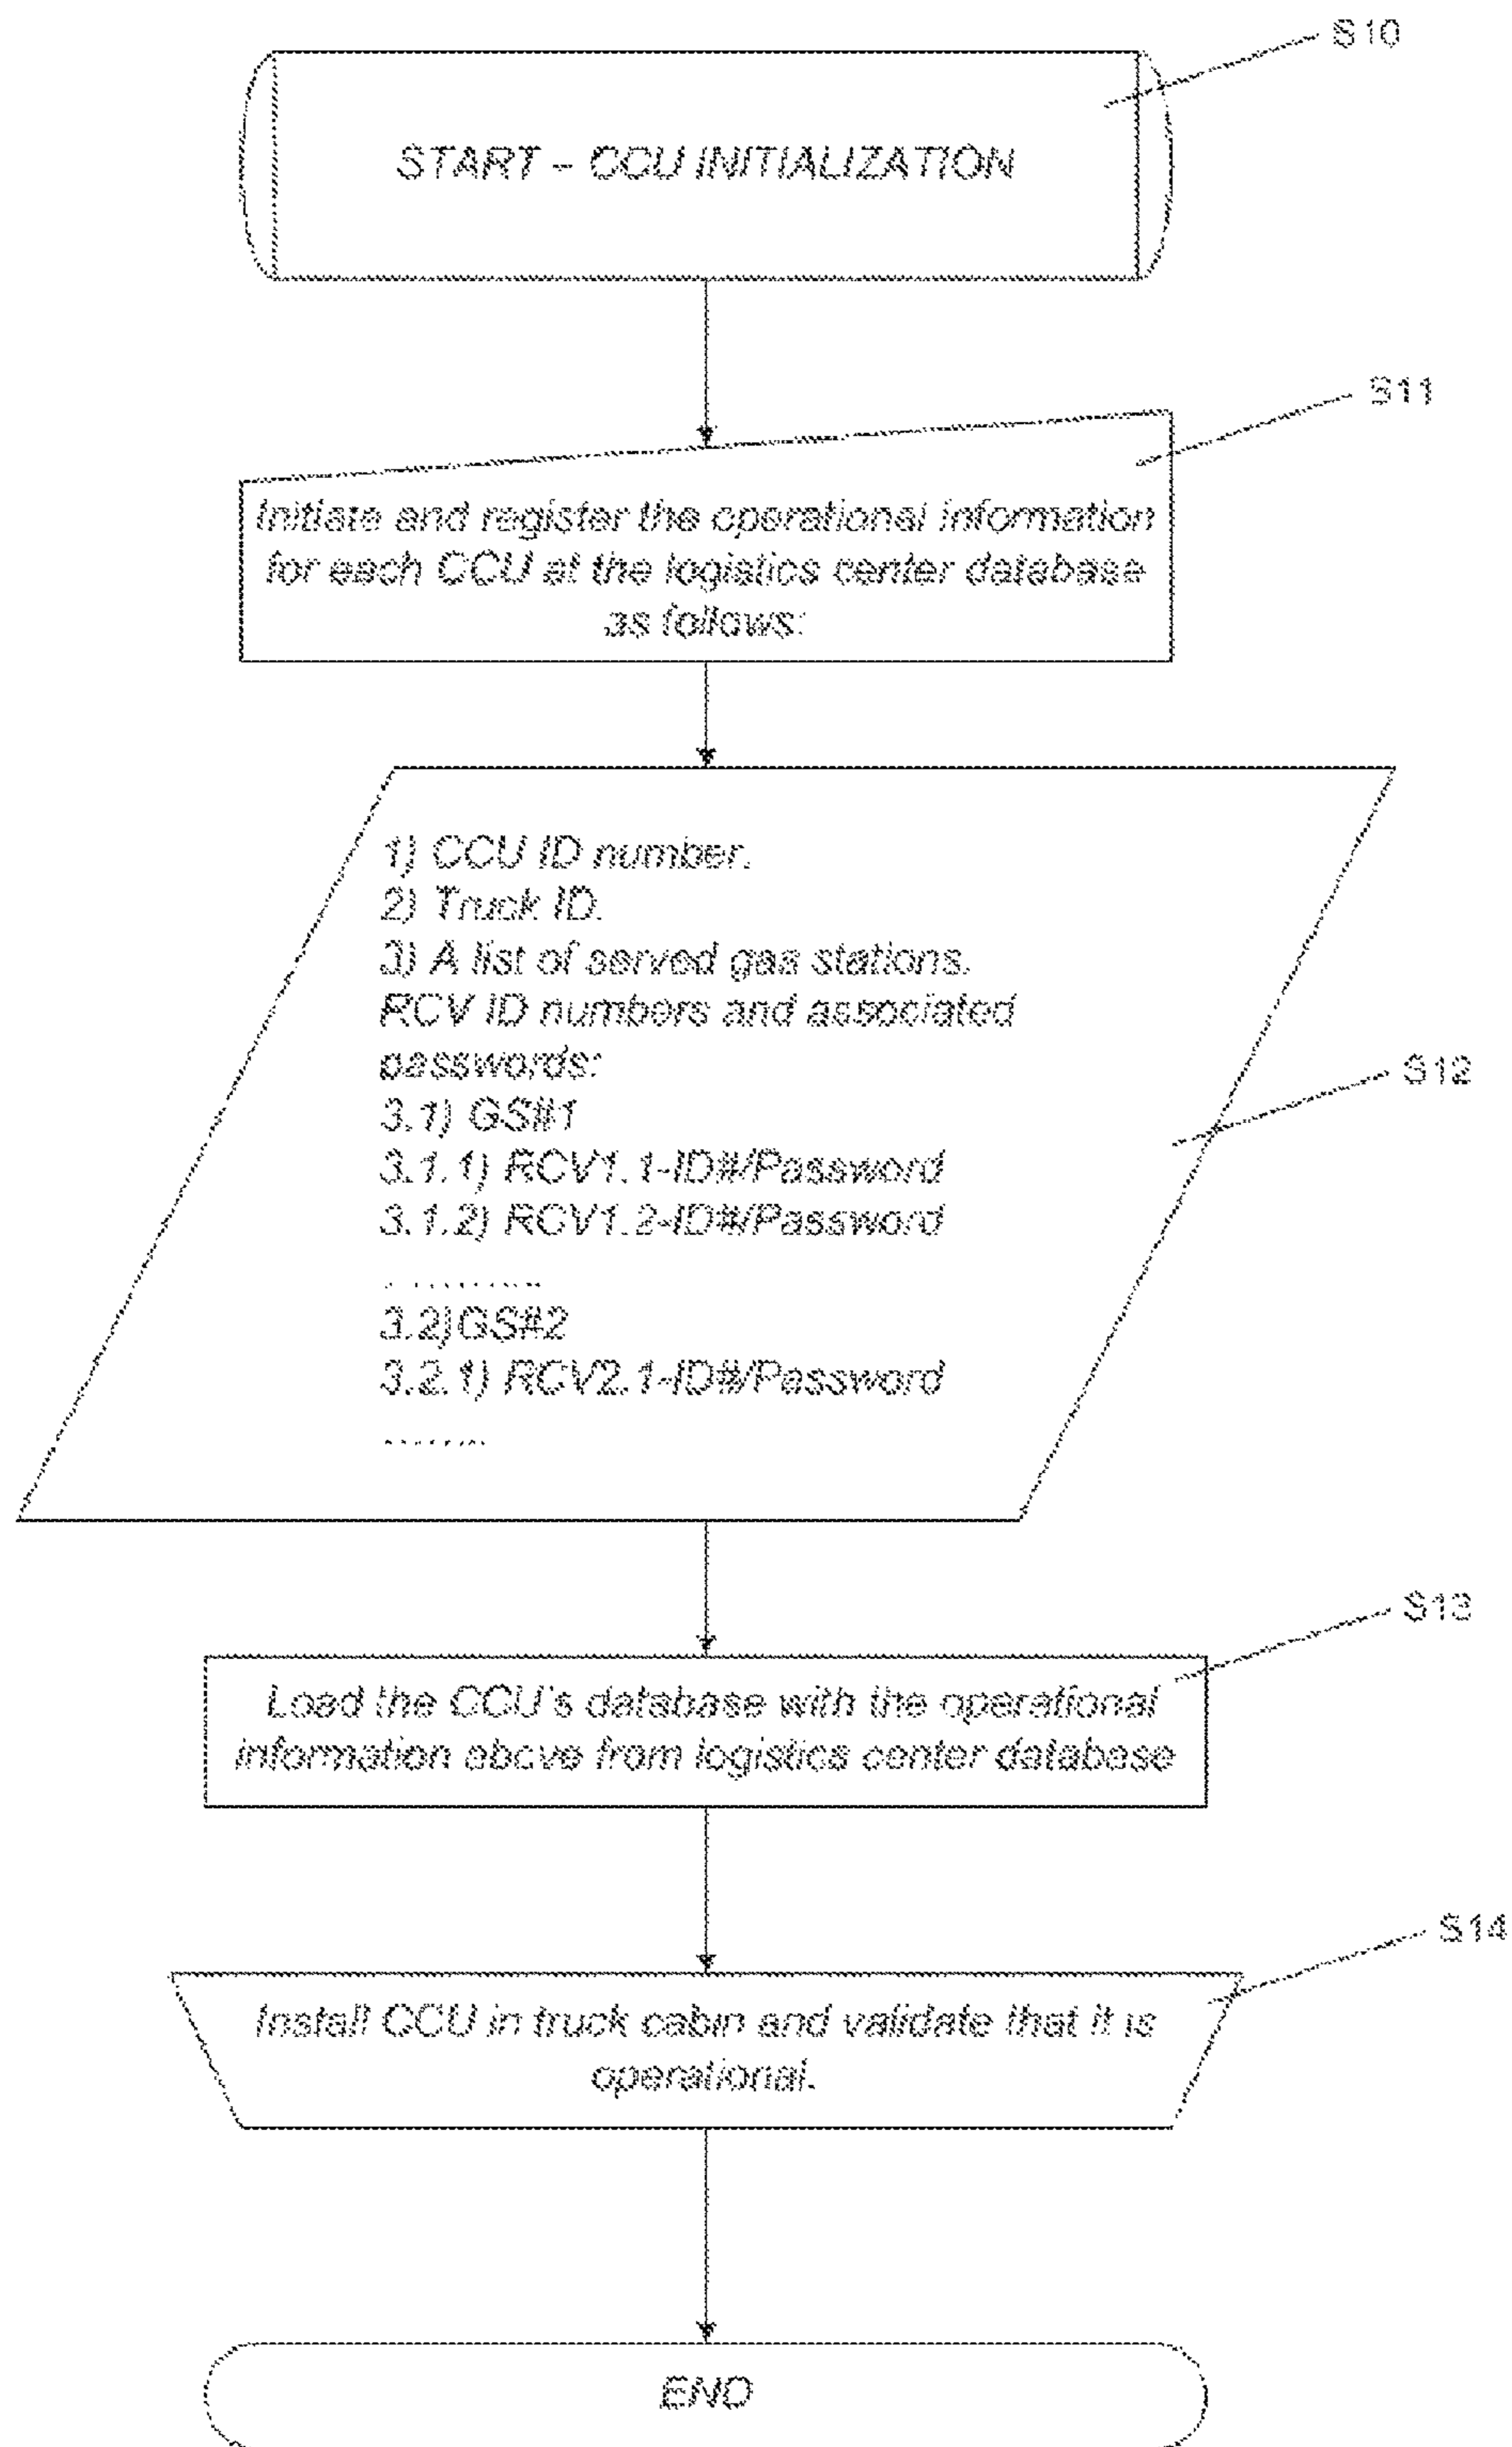 S10
START – CCU INITIALIZATION
S11
Initiate and register the operational information
for each CCU at the logistics center database
as follows:
1) CCU ID number.
2) Truck ID.
3) A list of served gas stations.
RCV ID numbers and associated
passwords:
3.1) GS#1
3.1.1) RCV1.1-ID#/Password
3.1.2) RCV1.2-ID#/Password
............
3.2)GS#2
3.2.1) RCV2.1-ID#/Password
........
S12
S13
Load the CCU's database with the operational
information above from logistics center database
S14
Install CCU in truck cabin and validate that it is
operational.
END